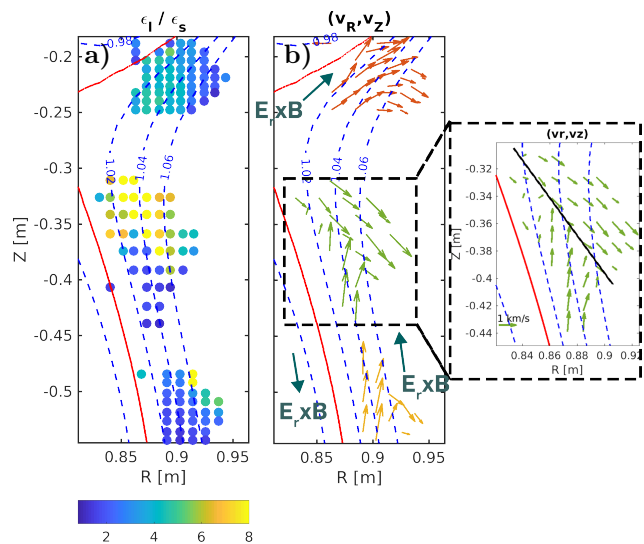 ϵ_l / ϵ_s
(v_R,v_Z)
a)
b)
0.98
0.98
1.02
1.04
1.06
1.02
1.04
1.06
E_rxB
E_rxB
E_rxB
-0.2
-0.25
-0.3
-0.35
-0.4
-0.45
-0.5
Z [m]
0.85 0.9 0.95
R [m]
0.85 0.9 0.95
R [m]
(vr,vz)
-0.32
-0.34
-0.36
-0.38
-0.4
-0.42
-0.44
Z [m]
1 km/s
0.84 0.86 0.88 0.9 0.92
R [m]
2 4 6 8